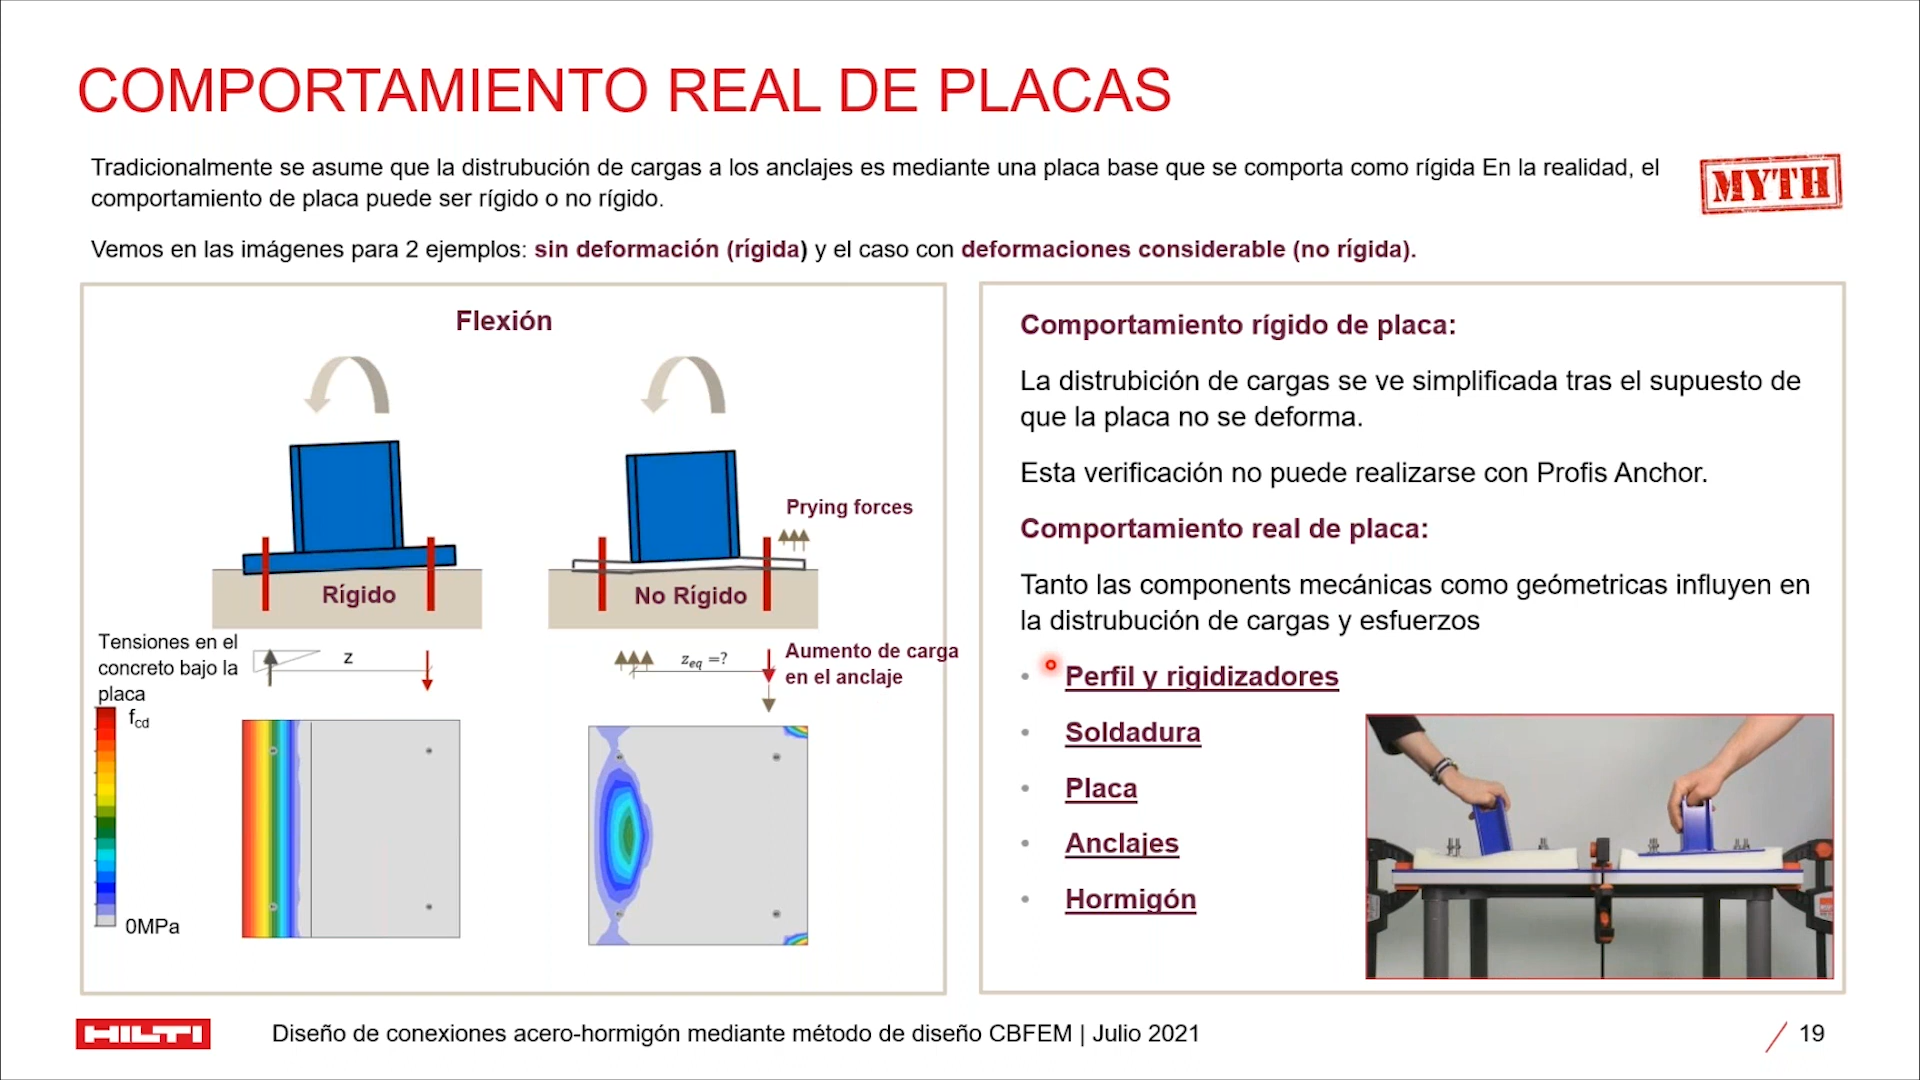 COMPORTAMIENTO REAL DE PLACAS
Tradicionalmente se asume que la distrubución de cargas a los anclajes es mediante una placa base que se comporta como rígida En la realidad, el
comportamiento de placa puede ser rígido o no rígido.
MYTH
Vemos en las imágenes para 2 ejemplos: sin deformación (rígida) y el caso con deformaciones considerable (no rígida).
Flexión
Prying forces
Rígido
No Rígido
Tensiones en el
concreto bajo la
placa
z
z_eq =?
Aumento de carga
en el anclaje
f_cd
0MPa
Comportamiento rígido de placa:
La distrubición de cargas se ve simplificada tras el supuesto de
que la placa no se deforma.
Esta verificación no puede realizarse con Profis Anchor.
Comportamiento real de placa:
Tanto las components mecánicas como geómetricas influyen en
la distrubución de cargas y esfuerzos
• Perfil y rigidizadores
• Soldadura
• Placa
• Anclajes
• Hormigón
HILTI
Diseño de conexiones acero-hormigón mediante método de diseño CBFEM | Julio 2021
19